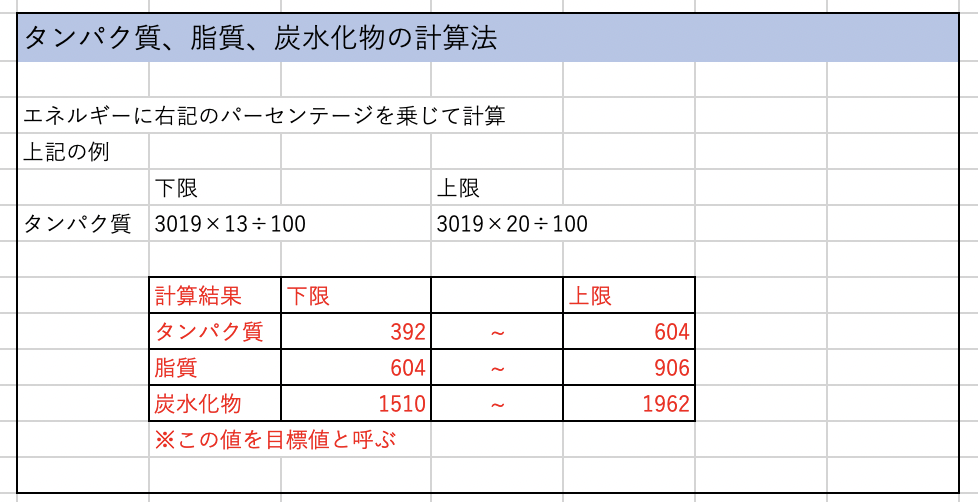 タンパク質、脂質、炭水化物の計算法
エネルギーに右記のパーセンテージを乗じて計算
上記の例
下限 上限
タンパク質 3019×13÷100 3019×20÷100
計算結果 下限 上限
タンパク質 392 ~ 604
脂質 604 ~ 906
炭水化物 1510 ~ 1962
※この値を目標値と呼ぶ